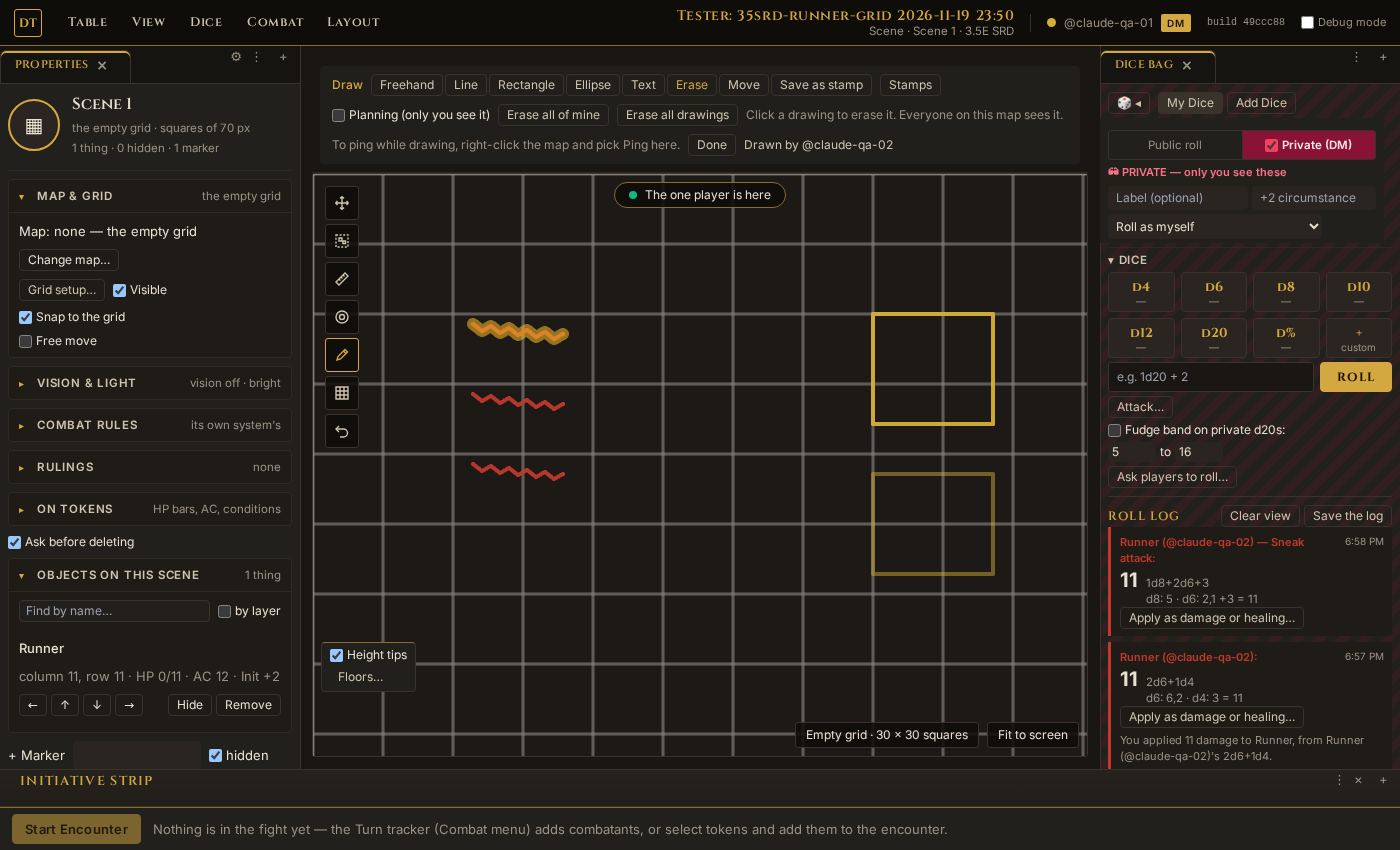 DT TABLE VIEW DICE COMBAT LAYOUT
TESTER: 35SRD-RUNNER-GRID 2026-11-19 23:50
Scene · Scene 1 · 3.5E SRD
@claude-qa-01 DM build 49ccc88 Debug mode
PROPERTIES ×
SCENE 1
the empty grid · squares of 70 px
1 thing · 0 hidden · 1 marker
MAP & GRID the empty grid
Map: none — the empty grid
Change map...
Grid setup... Visible
Snap to the grid
Free move
VISION & LIGHT vision off · bright
COMBAT RULES its own system's
RULINGS none
ON TOKENS HP bars, AC, conditions
Ask before deleting
OBJECTS ON THIS SCENE 1 thing
Find by name... by layer
Runner
column 11, row 11 · HP 0/11 · AC 12 · Init +2
← ↑ ↓ → Hide Remove
+ Marker hidden
Draw Freehand Line Rectangle Ellipse Text Erase Move Save as stamp Stamps
Planning (only you see it) Erase all of mine Erase all drawings Click a drawing to erase it. Everyone on this map sees it.
To ping while drawing, right-click the map and pick Ping here. Done Drawn by @claude-qa-02
The one player is here
Height tips
Floors...
Empty grid · 30 × 30 squares Fit to screen
DICE BAG ×
My Dice Add Dice
Public roll Private (DM)
PRIVATE — only you see these
Label (optional) +2 circumstance
Roll as myself
DICE
D4 — D6 — D8 — D10 —
D12 — D20 — D% — + custom
e.g. 1d20 + 2 ROLL
Attack...
Fudge band on private d20s:
5 to 16
Ask players to roll...
ROLL LOG Clear view Save the log
Runner (@claude-qa-02) — Sneak attack: 6:58 PM
11 1d8+2d6+3
d8: 5 · d6: 2,1 +3 = 11
Apply as damage or healing...
Runner (@claude-qa-02): 6:57 PM
11 2d6+1d4
d6: 6,2 · d4: 3 = 11
Apply as damage or healing...
You applied 11 damage to Runner, from Runner
(@claude-qa-02)'s 2d6+1d4.
INITIATIVE STRIP
Start Encounter Nothing is in the fight yet — the Turn tracker (Combat menu) adds combatants, or select tokens and add them to the encounter.